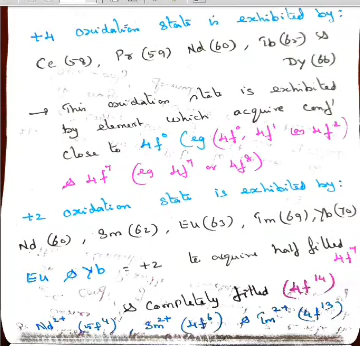 +4 oxidation state is exhibited by:
Ce (58), Pr (59) Nd (60), Tb (65) &
Dy (66)
→ This oxidation state is exhibited
by element which acquire conf'
close to 4f⁰ (eg (4f⁰, 4f¹ or 4f²)
& 4f⁷ (eg 4f⁷ or 4f⁸)
+2 oxidation state is exhibited by:
Nd (60), Sm (62), Eu (63), Tm (69), Yb (70)
Eu & Yb = +2 to acquire half filled 4f⁷
& completely filled (4f¹⁴)
Nd²⁺ (5f⁴), Sm²⁺ (4f⁶) & Tm²⁺ (4f¹³)